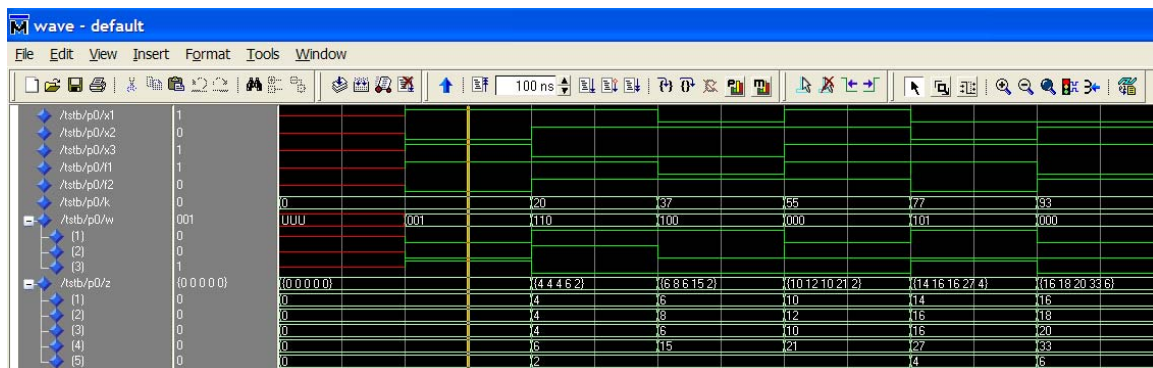 wave - default
File Edit View Insert Format Tools Window
100 ns
/tstb/p0/x1 1
/tstb/p0/x2 0
/tstb/p0/x3 1
/tstb/p0/f1 1
/tstb/p0/f2 0
/tstb/p0/k 0 0 20 37 55 77 93
/tstb/p0/w 001 UUU 001 110 100 000 101 000
(1) 0
(2) 0
(3) 1
/tstb/p0/z {0 0 0 0 0} {0 0 0 0 0} {4 4 4 6 2} {6 8 6 15 2} {10 12 10 21 2} {14 16 16 27 4} {16 18 20 33 6}
(1) 0 0 4 6 10 14 16
(2) 0 0 4 8 12 16 18
(3) 0 0 4 6 10 16 20
(4) 0 0 6 15 21 27 33
(5) 0 0 2 4 6